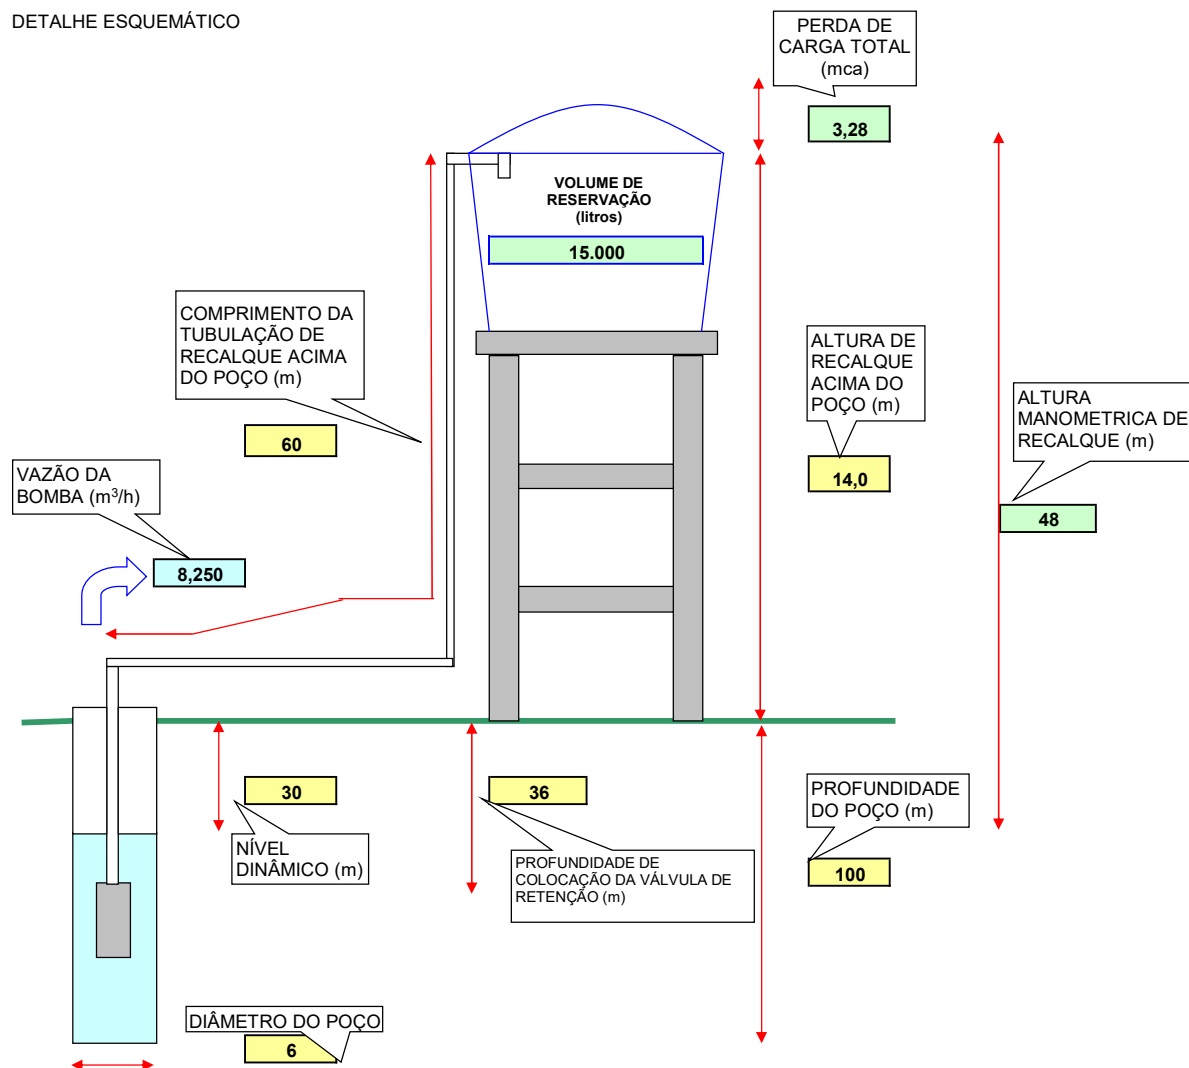 DETALHE ESQUEMÁTICO
PERDA DE
CARGA TOTAL
(mca)
3,28
VOLUME DE
RESERVAÇÃO
(litros)
15.000
COMPRIMENTO DA
TUBULAÇÃO DE
RECALQUE ACIMA
DO POÇO (m)
60
ALTURA DE
RECALQUE
ACIMA DO
POÇO (m)
14,0
ALTURA
MANOMETRICA DE
RECALQUE (m)
48
VAZÃO DA
BOMBA (m³/h)
8,250
30
NÍVEL
DINÂMICO (m)
36
PROFUNDIDADE DE
COLOCAÇÃO DA VÁLVULA DE
RETENÇÃO (m)
PROFUNDIDADE
DO POÇO (m)
100
DIÂMETRO DO POÇO
6